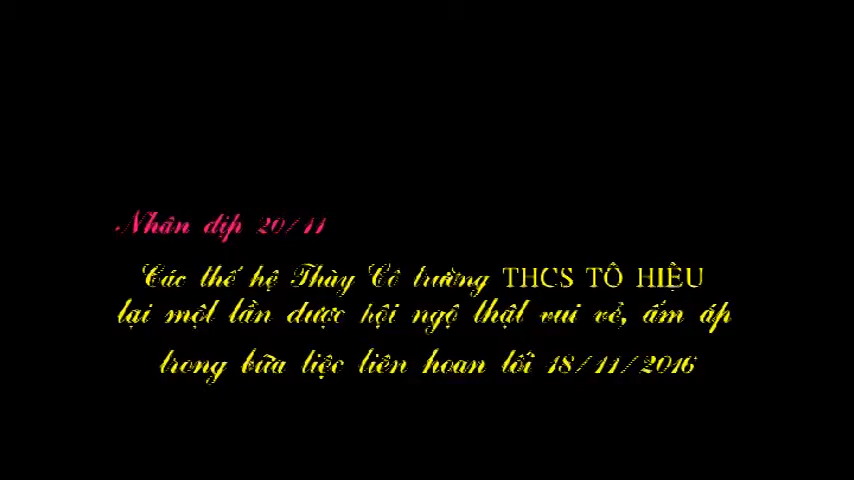 Nhân dịp 20/11
Các thế hệ Thày Cô trường THCS TÔ HIỆU
lại một lần được hội ngộ thật vui vẻ, ấm áp
trong bữa tiệc liên hoan tối 18/11/2016